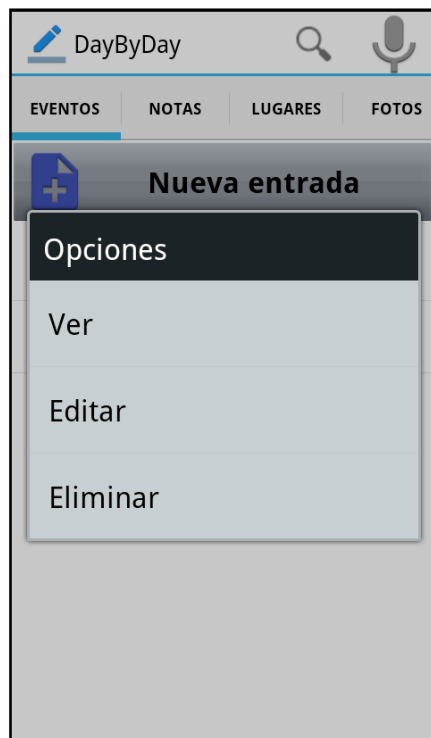 DayByDay
EVENTOS NOTAS LUGARES FOTOS
Nueva entrada
Opciones
Ver
Editar
Eliminar